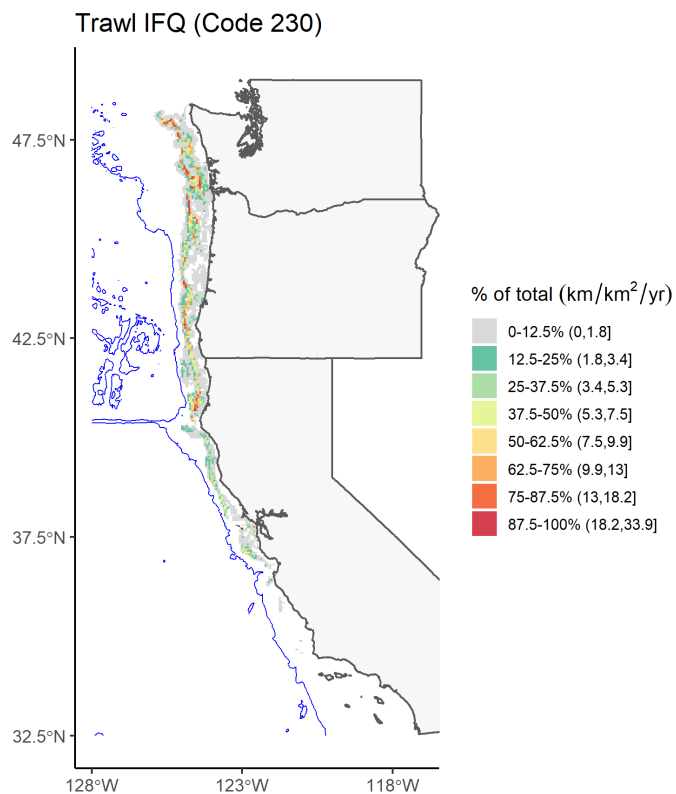 Trawl IFQ (Code 230)
47.5°N
42.5°N
37.5°N
32.5°N
128°W
123°W
118°W
% of total (km/km²/yr)
0-12.5% (0,1.8]
12.5-25% (1.8,3.4]
25-37.5% (3.4,5.3]
37.5-50% (5.3,7.5]
50-62.5% (7.5,9.9]
62.5-75% (9.9,13]
75-87.5% (13,18.2]
87.5-100% (18.2,33.9]